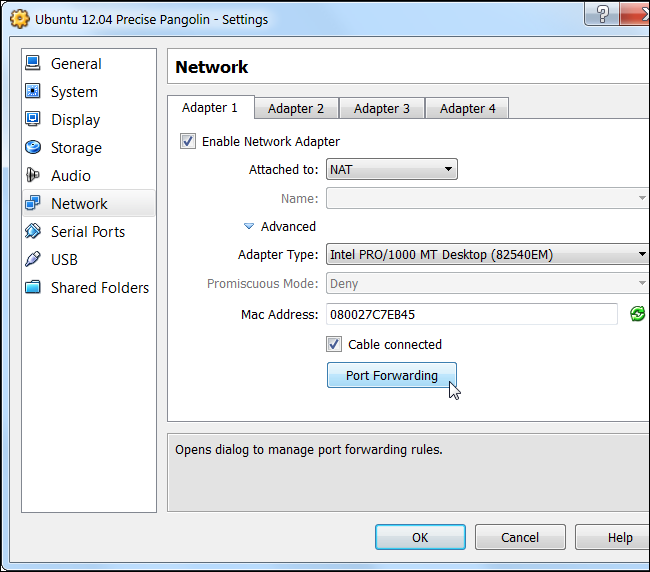 Ubuntu 12.04 Precise Pangolin - Settings
?
General
System
Display
Storage
Audio
Network
Serial Ports
USB
Shared Folders
Network
Adapter 1 Adapter 2 Adapter 3 Adapter 4
Enable Network Adapter
Attached to: NAT
Name:
Advanced
Adapter Type: Intel PRO/1000 MT Desktop (82540EM)
Promiscuous Mode: Deny
Mac Address: 080027C7EB45
Cable connected
Port Forwarding
Opens dialog to manage port forwarding rules.
OK Cancel Help